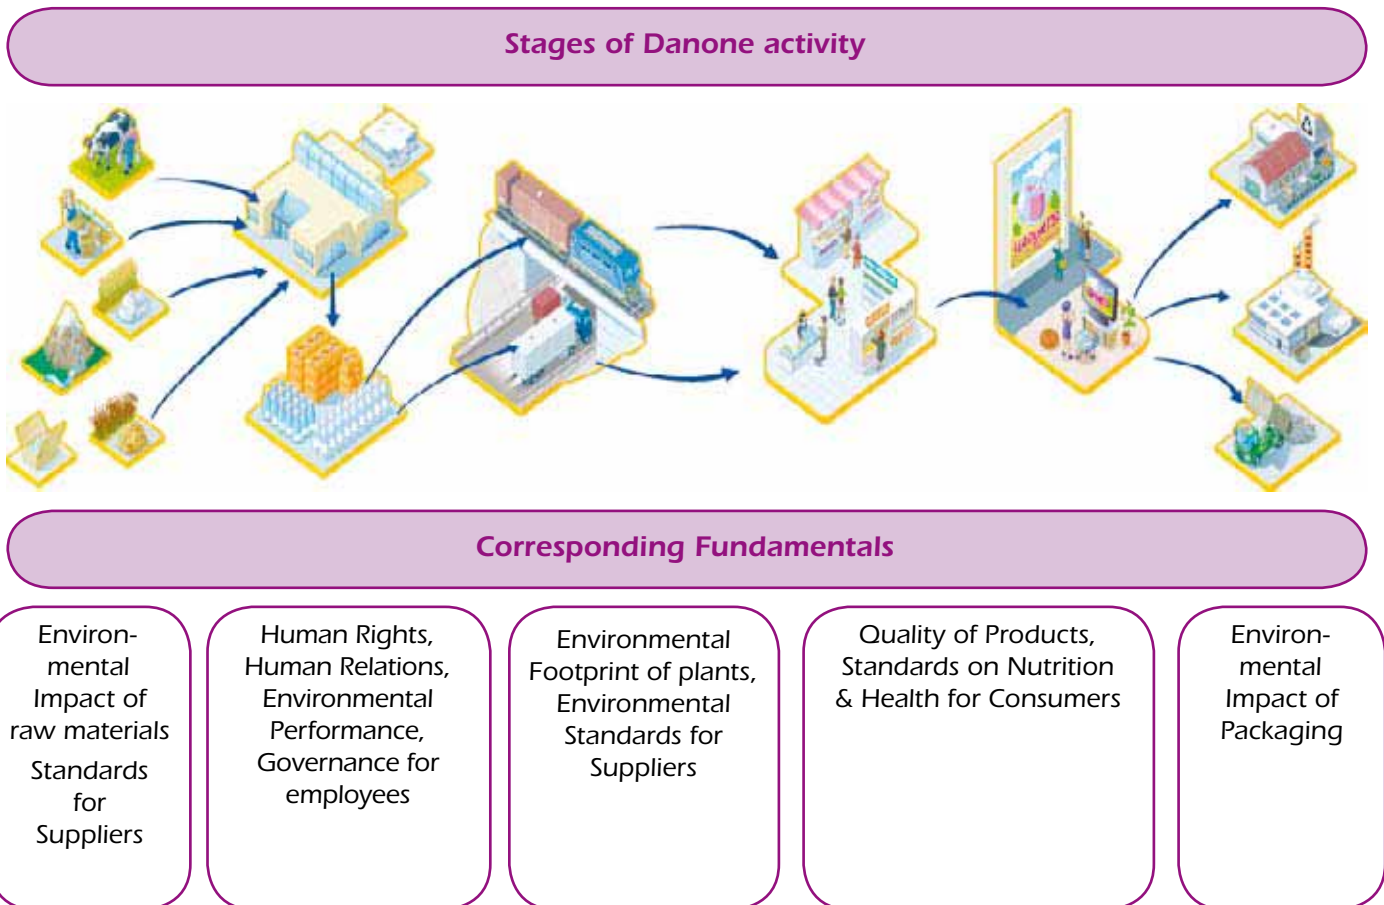 Stages of Danone activity
Corresponding Fundamentals
Environ-
mental
Impact of
raw materials
Standards
for
Suppliers
Human Rights,
Human Relations,
Environmental
Performance,
Governance for
employees
Environmental
Footprint of plants,
Environmental
Standards for
Suppliers
Quality of Products,
Standards on Nutrition
& Health for Consumers
Environ-
mental
Impact of
Packaging